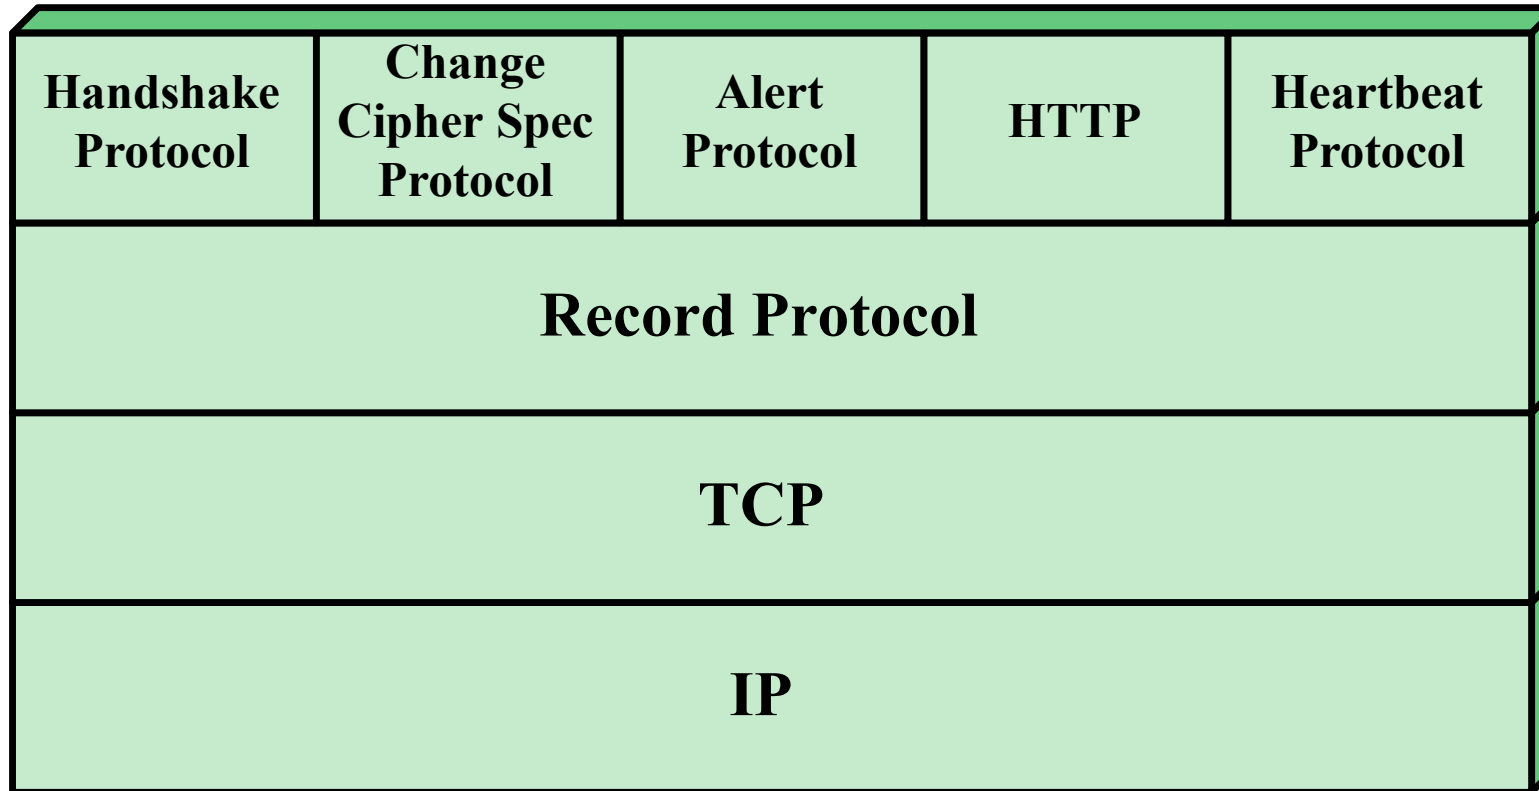 Handshake
Protocol
Change
Cipher Spec
Protocol
Alert
Protocol
HTTP
Heartbeat
Protocol
Record Protocol
TCP
IP